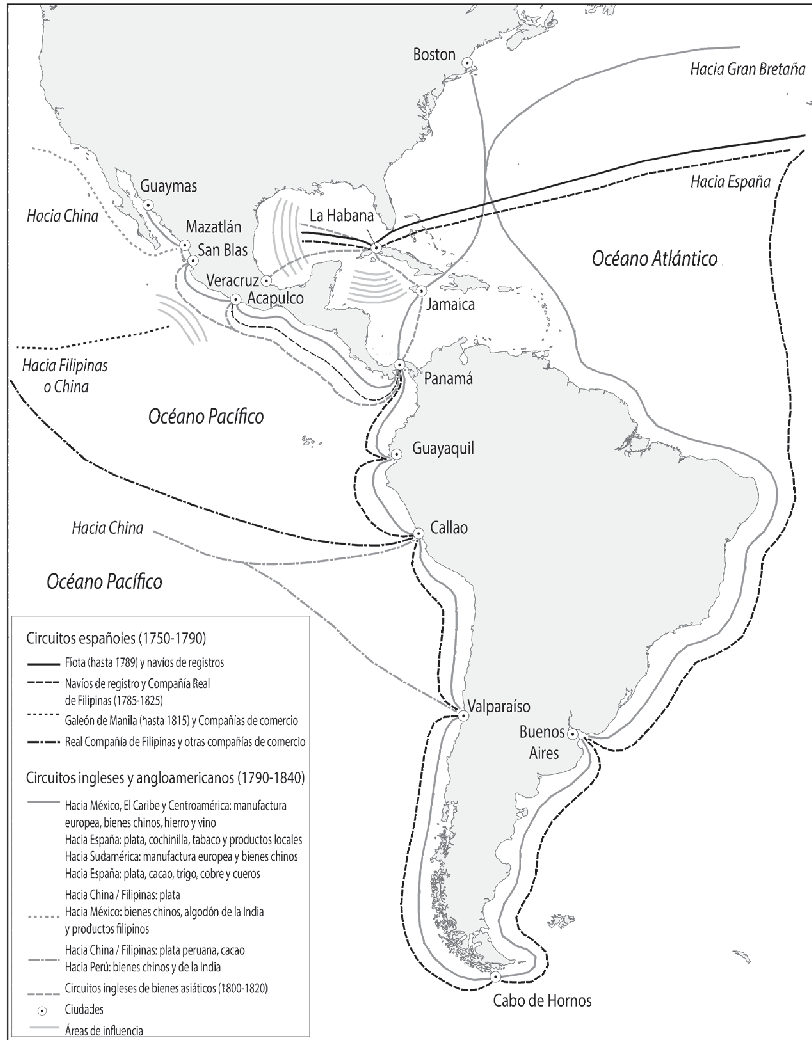 Boston
Hacia Gran Bretaña
Hacia España
Guaymas
La Habana
Hacia China
Mazatlán
San Blas
Océano Atlántico
Veracruz
Acapulco
Jamaica
Hacia Filipinas
o China
Panamá
Océano Pacífico
Guayaquil
Hacia China
Callao
Océano Pacífico
Valparaíso
Buenos
Aires
Cabo de Hornos
Circuitos españoies (1750-1790)
Fíota (hasta 1789) y navíos de registros
Navíos de registro y Compañía Real
de Filipinas (1785-1825)
Galeón de Manila (hasta 1815) y Compañías de comercio
Real Compañía de Filipinas y otras compañías de comercio
Circuitos ingleses y angloamericanos (1790-1840)
Hacia México, El Caribe y Centroamérica: manufactura
europea, bienes chinos, hierro y vino
Hacia España: plata, cochinilla, tabaco y productos locales
Hacia Sudamérica: manufactura europea y bienes chinos
Hacia España: plata, cacao, trigo, cobre y cueros
Hacia China / Filipinas: plata
Hacia México: bienes chinos, algodón de la India
y productos filipinos
Hacia China / Filipinas: plata peruana, cacao
Hacia Perú: bienes chinos y de la India
Circuitos ingleses de bienes asiáticos (1800-1820)
Ciudades
Áreas de influencia